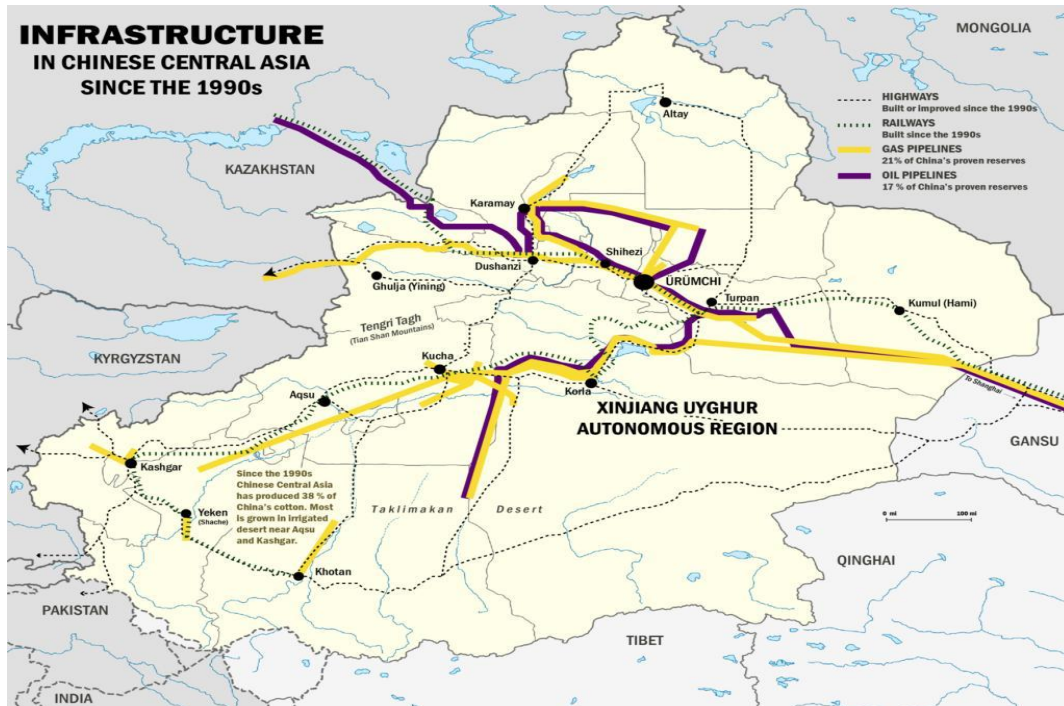 INFRASTRUCTURE
IN CHINESE CENTRAL ASIA
SINCE THE 1990s
MONGOLIA
HIGHWAYS
Built or improved since the 1990s
RAILWAYS
Built since the 1990s
GAS PIPELINES
21% of China's proven reserves
OIL PIPELINES
17 % of China's proven reserves
Altay
KAZAKHSTAN
Karamay
Shihezi
Dushanzi
ÜRÜMCHI
Ghulja (Yining)
Turpan
Kumul (Hami)
Tengri Tagh
(Tian Shan Mountains)
KYRGYZSTAN
Kucha
To Shanghai
Aqsu
Korla
XINJIANG UYGHUR
AUTONOMOUS REGION
GANSU
Kashgar
Since the 1990s
Chinese Central Asia
has produced 38 % of
China's cotton. Most
is grown in irrigated
desert near Aqsu
and Kashgar.
Yeken
(Shache)
Taklimakan Desert
0 mi 100 mi
QINGHAI
Khotan
PAKISTAN
TIBET
INDIA